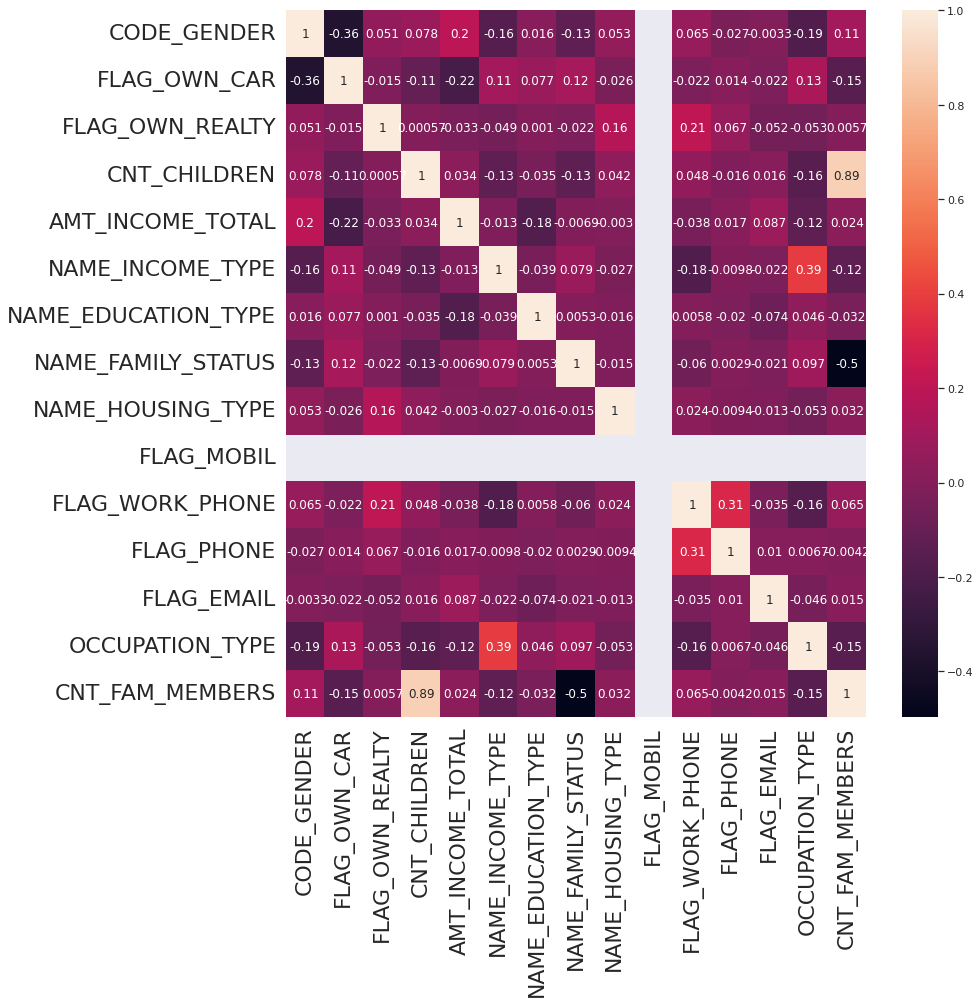 CODE_GENDER 1 -0.36 0.051 0.078 0.2 -0.16 0.016 -0.13 0.053 0.065 -0.027 -0.0033 -0.19 0.11
FLAG_OWN_CAR -0.36 1 -0.015 -0.11 -0.22 0.11 0.077 0.12 -0.026 -0.022 0.014 -0.022 0.13 -0.15
FLAG_OWN_REALTY 0.051 -0.015 1 0.00057 -0.033 -0.049 0.001 -0.022 0.16 0.21 0.067 -0.052 -0.053 0.0057
CNT_CHILDREN 0.078 -0.11 0.00057 1 0.034 -0.13 -0.035 -0.13 0.042 0.048 -0.016 0.016 -0.16 0.89
AMT_INCOME_TOTAL 0.2 -0.22 -0.033 0.034 1 -0.013 -0.18 -0.0069 -0.003 -0.038 0.017 0.087 -0.12 0.024
NAME_INCOME_TYPE -0.16 0.11 -0.049 -0.13 -0.013 1 -0.039 0.079 -0.027 -0.18 -0.0098 -0.022 0.39 -0.12
NAME_EDUCATION_TYPE 0.016 0.077 0.001 -0.035 -0.18 -0.039 1 0.0053 -0.016 0.0058 -0.02 -0.074 0.046 -0.032
NAME_FAMILY_STATUS -0.13 0.12 -0.022 -0.13 -0.0069 0.079 0.0053 1 -0.015 -0.06 0.0029 -0.021 0.097 -0.5
NAME_HOUSING_TYPE 0.053 -0.026 0.16 0.042 -0.003 -0.027 -0.016 -0.015 1 0.024 -0.0094 -0.013 -0.053 0.032
FLAG_MOBIL
FLAG_WORK_PHONE 0.065 -0.022 0.21 0.048 -0.038 -0.18 0.0058 -0.06 0.024 1 0.31 -0.035 -0.16 0.065
FLAG_PHONE -0.027 0.014 0.067 -0.016 0.017 -0.0098 -0.02 0.0029 -0.0094 0.31 1 0.01 0.0067 -0.0042
FLAG_EMAIL -0.0033 -0.022 -0.052 0.016 0.087 -0.022 -0.074 -0.021 -0.013 -0.035 0.01 1 -0.046 0.015
OCCUPATION_TYPE -0.19 0.13 -0.053 -0.16 -0.12 0.39 0.046 0.097 -0.053 -0.16 0.0067 -0.046 1 -0.15
CNT_FAM_MEMBERS 0.11 -0.15 0.0057 0.89 0.024 -0.12 -0.032 -0.5 0.032 0.065 -0.0042 0.015 -0.15 1
CODE_GENDER
FLAG_OWN_CAR
FLAG_OWN_REALTY
CNT_CHILDREN
AMT_INCOME_TOTAL
NAME_INCOME_TYPE
NAME_EDUCATION_TYPE
NAME_FAMILY_STATUS
NAME_HOUSING_TYPE
FLAG_MOBIL
FLAG_WORK_PHONE
FLAG_PHONE
FLAG_EMAIL
OCCUPATION_TYPE
CNT_FAM_MEMBERS
1.0
0.8
0.6
0.4
0.2
0.0
−0.2
−0.4